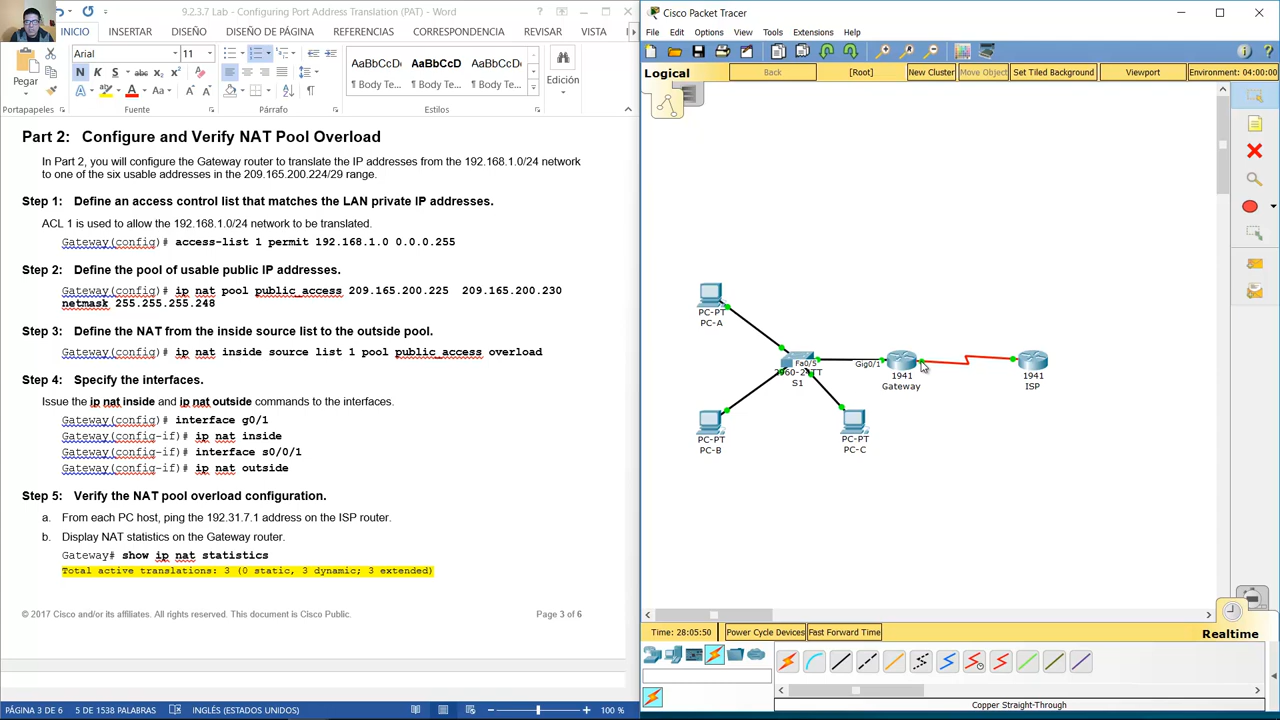 9.2.3.7 Lab - Configuring Port Address Translation (PAT) - Word
INICIO
INSERTAR
DISEÑO
DISEÑO DE PÁGINA
REFERENCIAS
CORRESPONDENCIA
REVISAR
VISTA
Pegar
Arial
11
N K S abc x₂ x²
AaBbCcDc AaBbCcD AaBbCcDc
¶ Body Te... ¶ Body Te... ¶ Body Te...
Edición
Portapapeles
Fuente
Párrafo
Estilos
Part 2: Configure and Verify NAT Pool Overload
In Part 2, you will configure the Gateway router to translate the IP addresses from the 192.168.1.0/24 network
to one of the six usable addresses in the 209.165.200.224/29 range.
Step 1: Define an access control list that matches the LAN private IP addresses.
ACL 1 is used to allow the 192.168.1.0/24 network to be translated.
Gateway(config)# access-list 1 permit 192.168.1.0 0.0.0.255
Step 2: Define the pool of usable public IP addresses.
Gateway(config)# ip nat pool public_access 209.165.200.225 209.165.200.230
netmask 255.255.255.248
Step 3: Define the NAT from the inside source list to the outside pool.
Gateway(config)# ip nat inside source list 1 pool public_access overload
Step 4: Specify the interfaces.
Issue the ip nat inside and ip nat outside commands to the interfaces.
Gateway(config)# interface g0/1
Gateway(config-if)# ip nat inside
Gateway(config-if)# interface s0/0/1
Gateway(config-if)# ip nat outside
Step 5: Verify the NAT pool overload configuration.
a. From each PC host, ping the 192.31.7.1 address on the ISP router.
b. Display NAT statistics on the Gateway router.
Gateway# show ip nat statistics
Total active translations: 3 (0 static, 3 dynamic; 3 extended)
© 2017 Cisco and/or its affiliates. All rights reserved. This document is Cisco Public.
Page 3 of 6
PÁGINA 3 DE 6
5 DE 1538 PALABRAS
INGLÉS (ESTADOS UNIDOS)
100 %
Cisco Packet Tracer
File Edit Options View Tools Extensions Help
Logical
Back
[Root]
New Cluster
Move Object
Set Tiled Background
Viewport
Environment: 04:00:00
PC-PT
PC-A
Fa0/5
S1
Gig0/1
1941
Gateway
1941
ISP
PC-PT
PC-B
PC-PT
PC-C
Time: 28:05:50
Power Cycle Devices
Fast Forward Time
Realtime
Copper Straight-Through